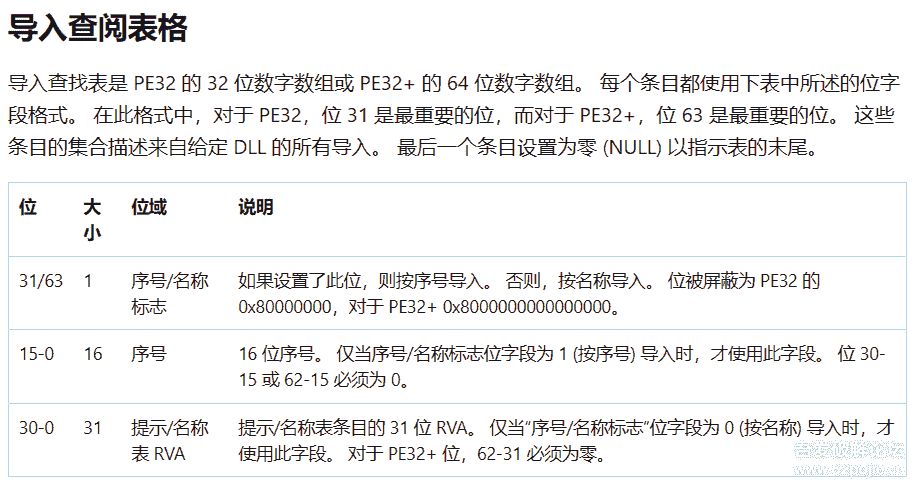 导入查阅表格
导入查找表是 PE32 的 32 位数字数组或 PE32+ 的 64 位数字数组。 每个条目都使用下表中所述的位字
段格式。 在此格式中，对于 PE32，位 31 是最重要的位，而对于 PE32+，位 63 是最重要的位。 这些
条目的集合描述来自给定 DLL 的所有导入。 最后一个条目设置为零 (NULL) 以指示表的末尾。
位 大 位域 说明
小
31/63 1 序号/名称 如果设置了此位，则按序号导入。 否则，按名称导入。 位被屏蔽为 PE32 的
标志 0x80000000，对于 PE32+ 0x8000000000000000。
15-0 16 序号 16 位序号。 仅当序号/名称标志位字段为 1 (按序号) 导入时，才使用此字段。 位 30-
15 或 62-15 必须为 0。
30-0 31 提示/名称 提示/名称表条目的 31 位 RVA。 仅当“序号/名称标志”位字段为 0 (按名称) 导入时，才
表 RVA 使用此字段。 对于 PE32+ 位，62-31 必须为零。
吾爱破解论坛
www.52pojie.cn